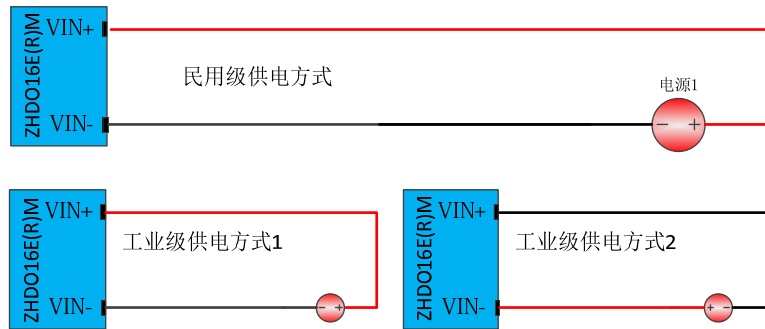 ZHDO16E(R)M
VIN+
民用级供电方式
电源1
VIN-
- +
ZHDO16E(R)M
VIN+
工业级供电方式1
VIN-
- +
ZHDO16E(R)M
VIN+
工业级供电方式2
VIN-
+ -